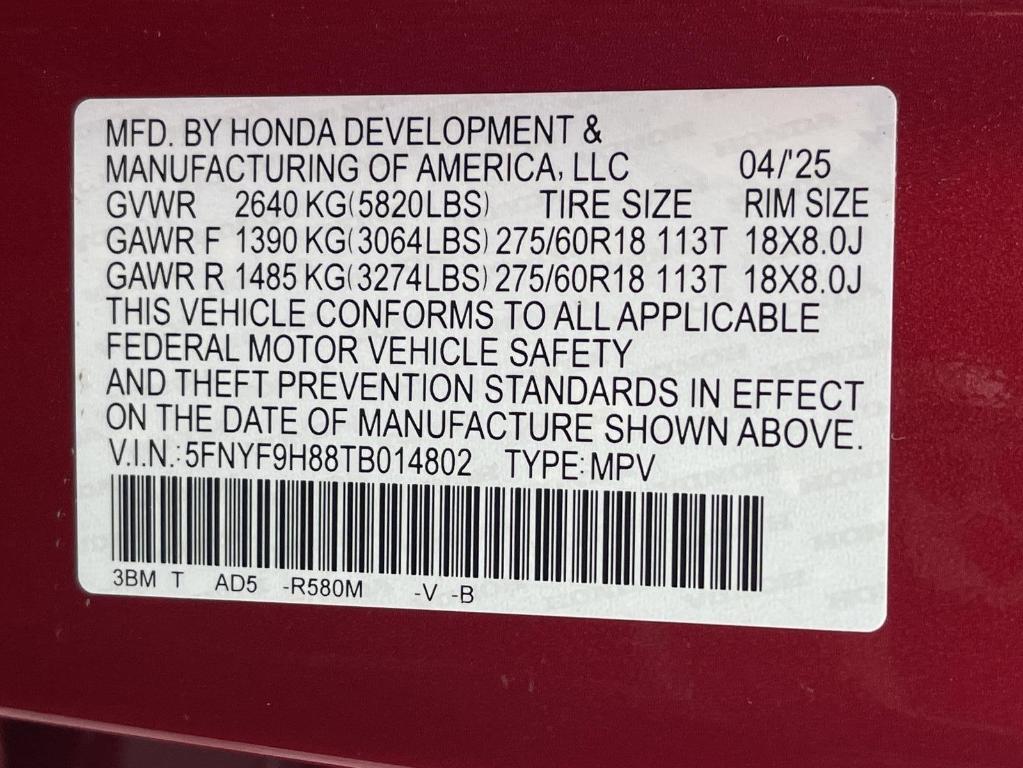 MFD. BY HONDA DEVELOPMENT &
MANUFACTURING OF AMERICA, LLC 04/'25
GVWR 2640 KG(5820LBS) TIRE SIZE RIM SIZE
GAWR F 1390 KG(3064LBS) 275/60R18 113T 18X8.0J
GAWR R 1485 KG(3274LBS) 275/60R18 113T 18X8.0J
THIS VEHICLE CONFORMS TO ALL APPLICABLE
FEDERAL MOTOR VEHICLE SAFETY
AND THEFT PREVENTION STANDARDS IN EFFECT
ON THE DATE OF MANUFACTURE SHOWN ABOVE.
V.I.N.: 5FNYF9H88TB014802 TYPE: MPV
3BM T AD5 -R580M -V -B